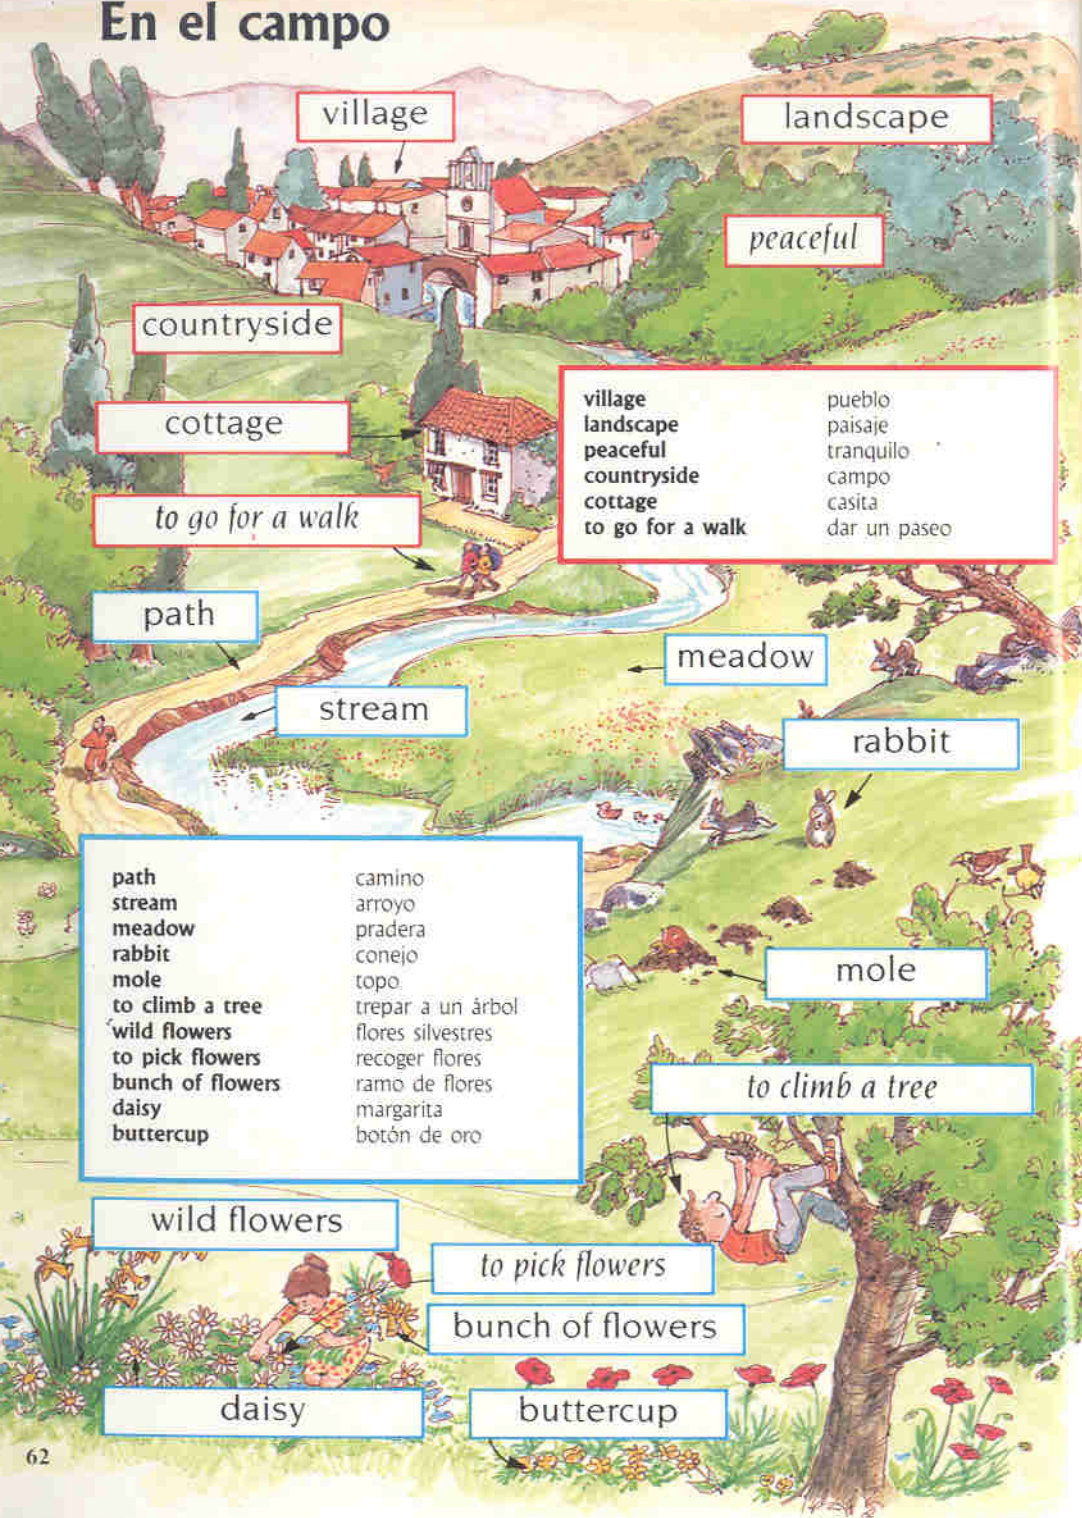 En el campo
village
landscape
peaceful
countryside
cottage
to go for a walk
village pueblo
landscape paisaje
peaceful tranquilo
countryside campo
cottage casita
to go for a walk dar un paseo
path
meadow
stream
rabbit
path camino
stream arroyo
meadow pradera
rabbit conejo
mole topo
to climb a tree trepar a un árbol
wild flowers flores silvestres
to pick flowers recoger flores
bunch of flowers ramo de flores
daisy margarita
buttercup botón de oro
mole
to climb a tree
wild flowers
to pick flowers
bunch of flowers
daisy
buttercup
62